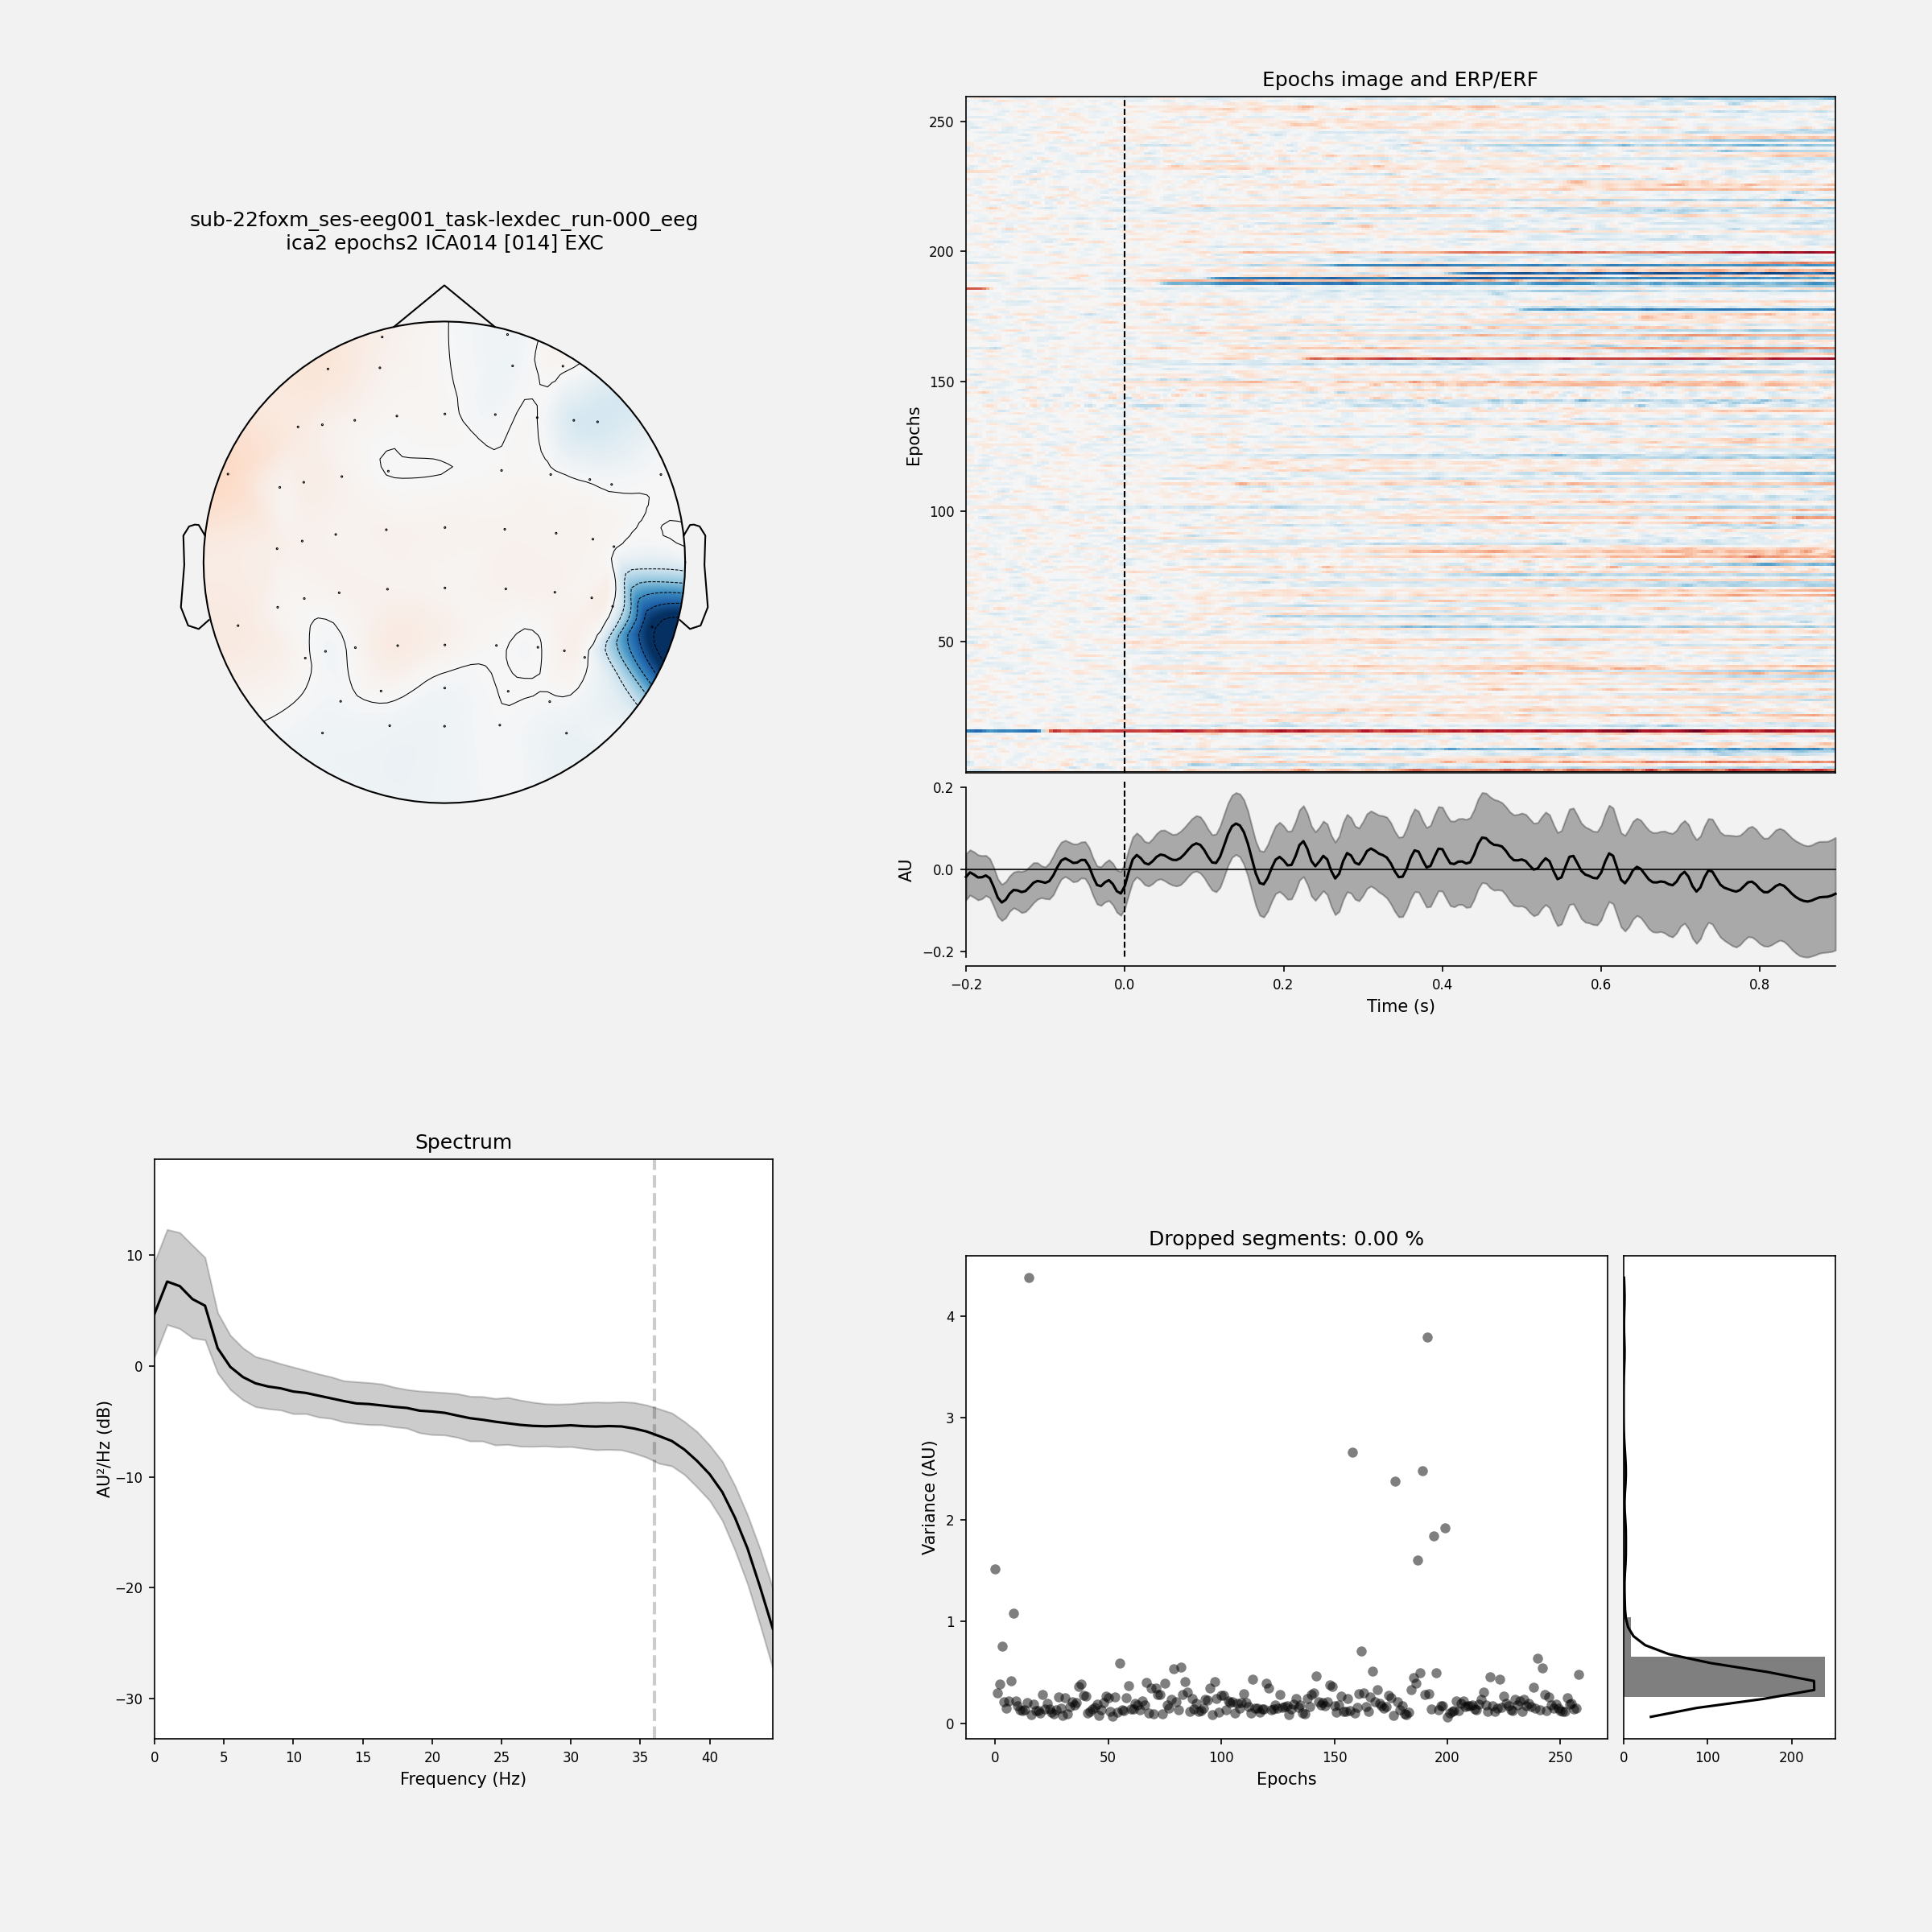 sub-22foxm_ses-eeg001_task-lexdec_run-000_eeg
ica2 epochs2 ICA014 [014] EXC
Epochs image and ERP/ERF
250
200
150
100
50
Epochs
0.2
0.0
−0.2
AU
−0.2 0.0 0.2 0.4 0.6 0.8
Time (s)
Spectrum
10
0
−10
−20
−30
AU²/Hz (dB)
0 5 10 15 20 25 30 35 40
Frequency (Hz)
Dropped segments: 0.00 %
4
3
2
1
0
Variance (AU)
0 50 100 150 200 250
Epochs
0 100 200